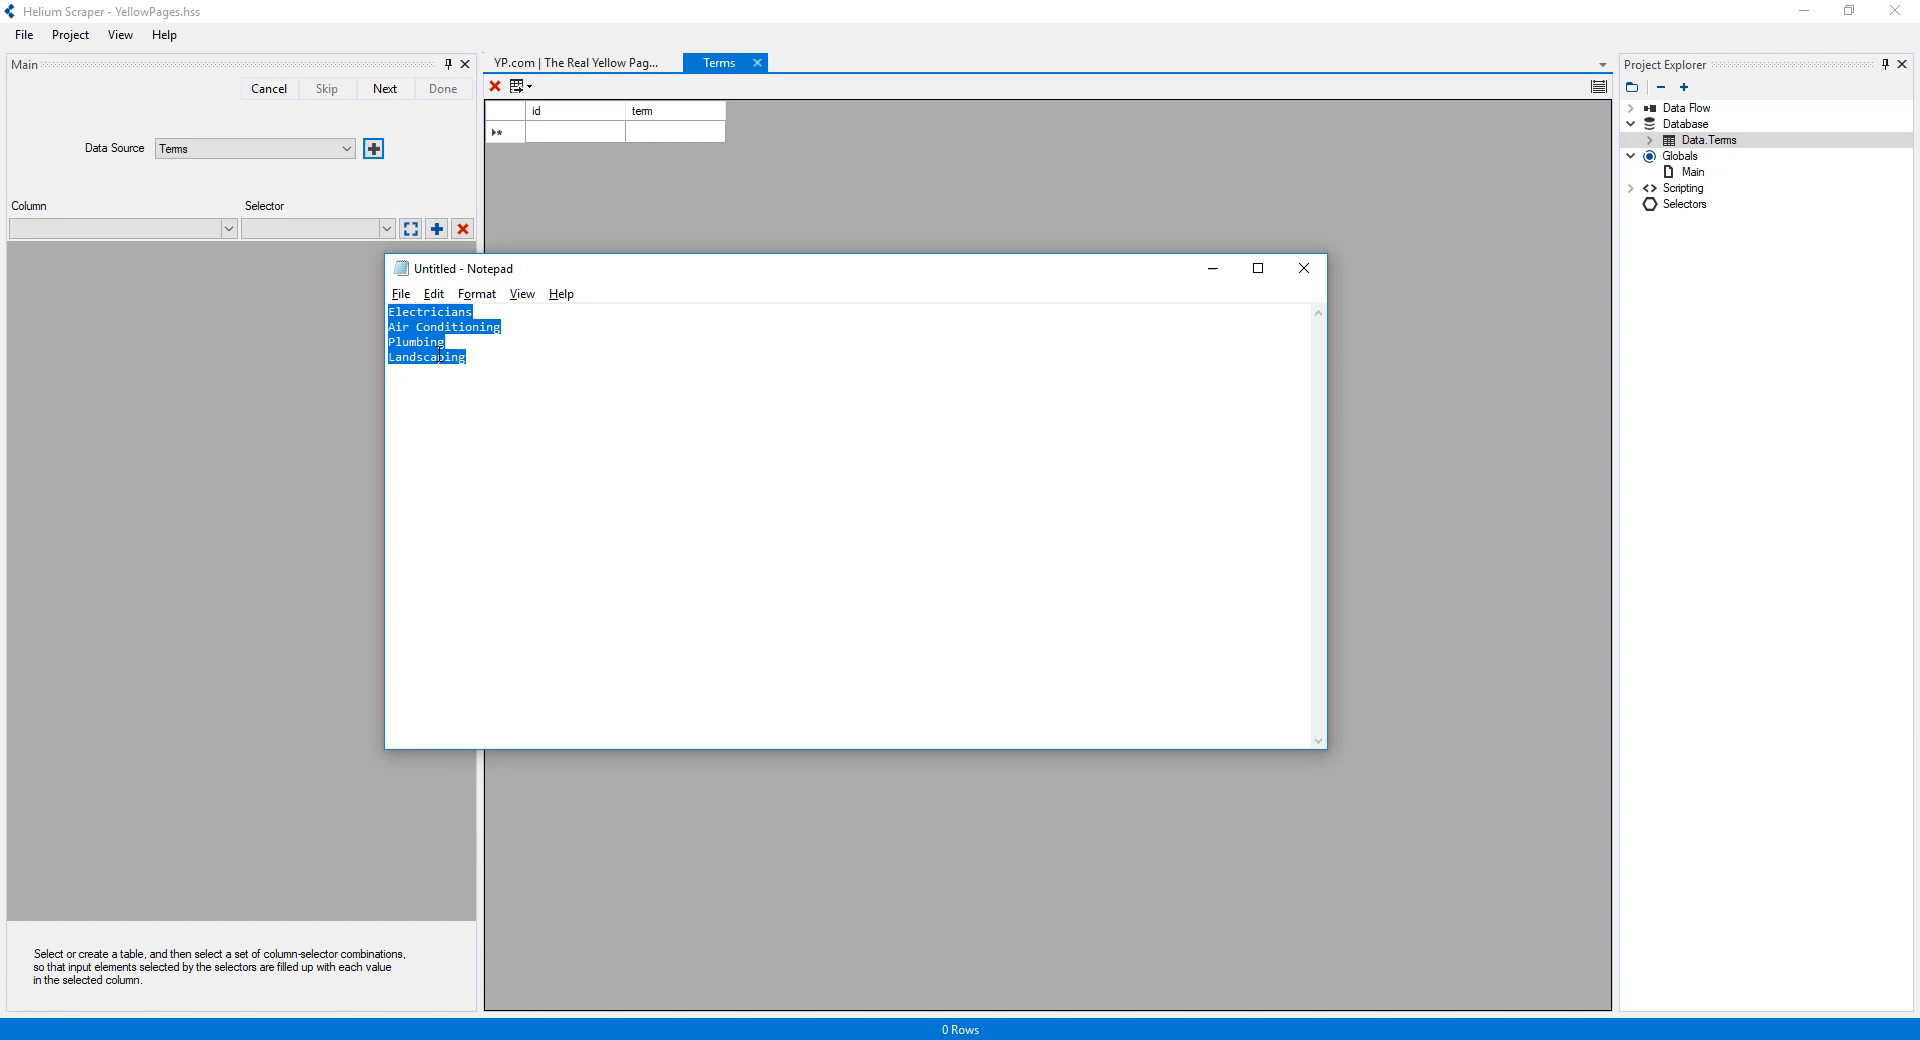 Helium Scraper - YellowPages.hss
File Project View Help
Main
Cancel Skip Next Done
Data Source Terms
Column Selector
Select or create a table, and then select a set of column-selector combinations,
so that input elements selected by the selectors are filled up with each value
in the selected column.
YP.com | The Real Yellow Pag... Terms
id term
Untitled - Notepad
File Edit Format View Help
Electricians
Air Conditioning
Plumbing
Landscaping
Project Explorer
Data Flow
Database
Data.Terms
Globals
Main
Scripting
Selectors
0 Rows